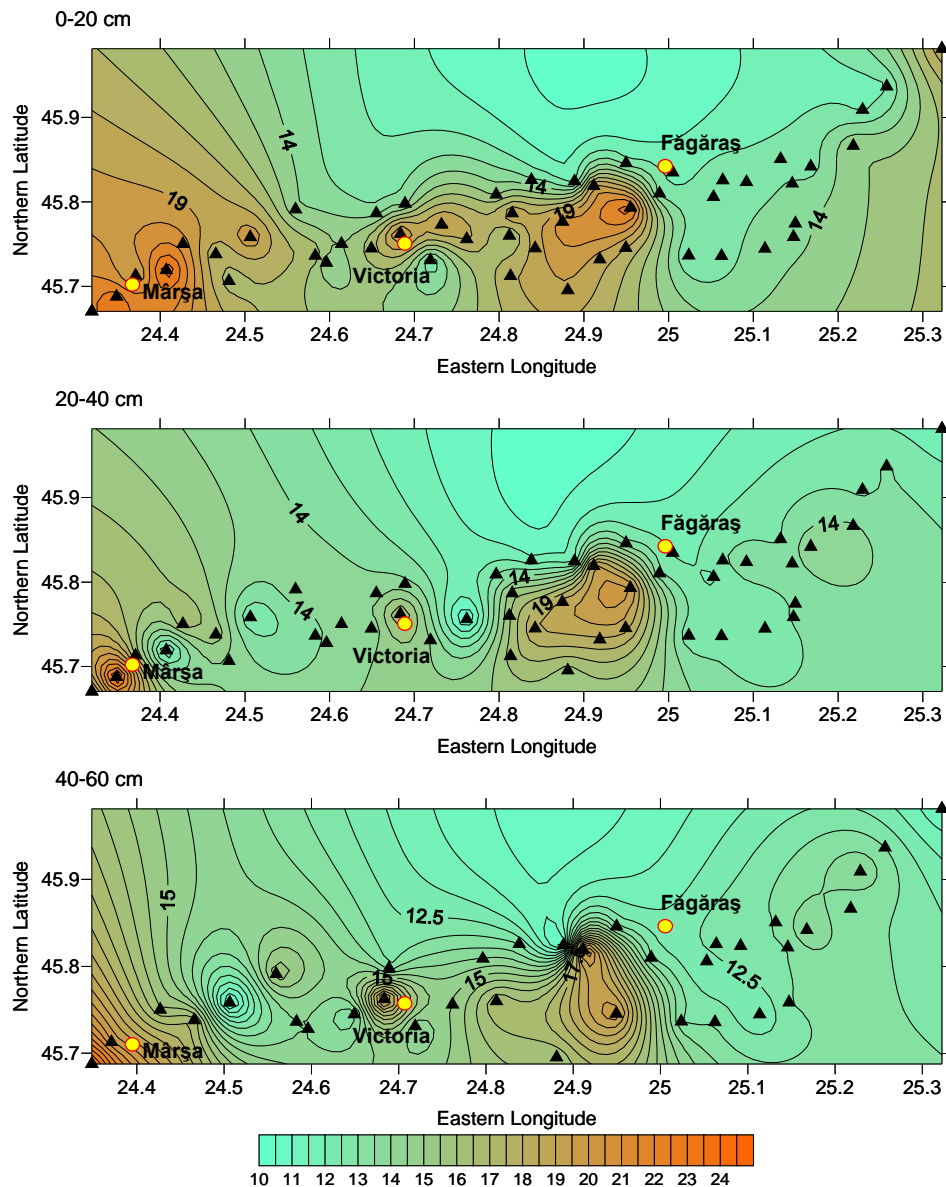 0-20 cm
Northern Latitude
45.9
45.8
45.7
14
Făgăraş
14
19
19
14
Victoria
Mârşa
24.4 24.5 24.6 24.7 24.8 24.9 25 25.1 25.2 25.3
Eastern Longitude
20-40 cm
Northern Latitude
45.9
45.8
45.7
14
Făgăraş
14
14
14
19
Victoria
Mârşa
24.4 24.5 24.6 24.7 24.8 24.9 25 25.1 25.2 25.3
Eastern Longitude
40-60 cm
Northern Latitude
45.9
45.8
45.7
15
12.5
Făgăraş
15
15
12.5
Victoria
Mârşa
24.4 24.5 24.6 24.7 24.8 24.9 25 25.1 25.2 25.3
Eastern Longitude
10 11 12 13 14 15 16 17 18 19 20 21 22 23 24